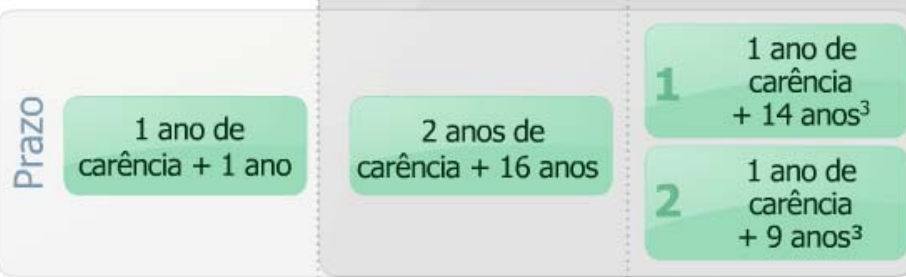 Prazo
1 ano de
carência + 1 ano
2 anos de
carência + 16 anos
1
1 ano de
carência
+ 14 anos³
2
1 ano de
carência
+ 9 anos³